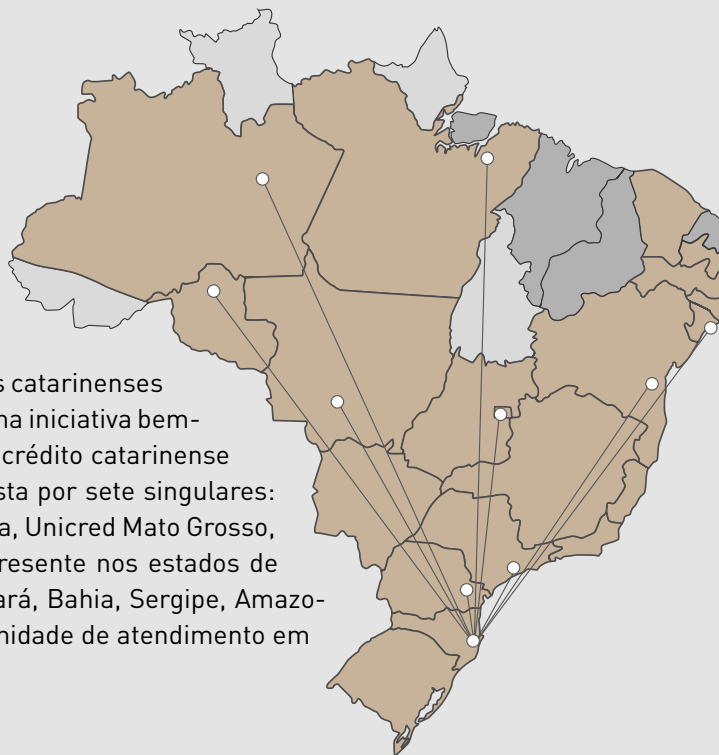 s catarinenses
na iniciativa bem-
crédito catarinense
sta por sete singulares:
a, Unicred Mato Grosso,
resente nos estados de
ará, Bahia, Sergipe, Amazo-
nidade de atendimento em